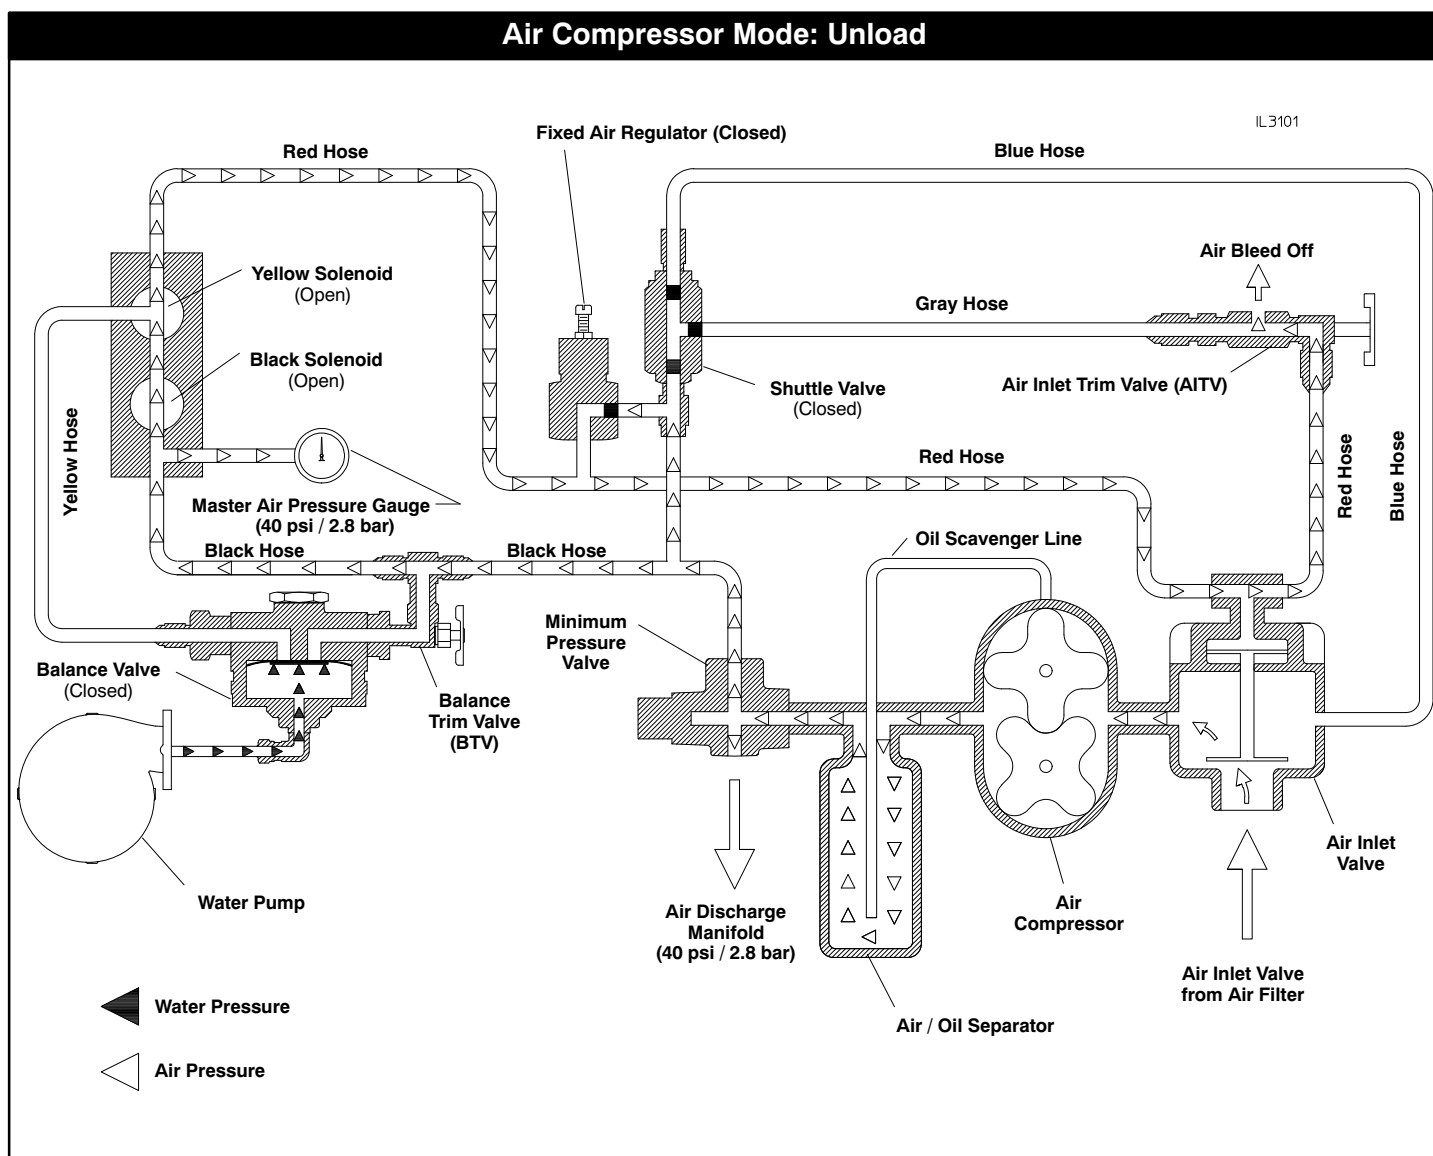 Air Compressor Mode: Unload
IL3101
Fixed Air Regulator (Closed)
Red Hose
Blue Hose
Air Bleed Off
Yellow Solenoid
(Open)
Gray Hose
Black Solenoid
(Open)
Shuttle Valve
(Closed)
Air Inlet Trim Valve (AITV)
Yellow Hose
Red Hose
Red Hose
Blue Hose
Master Air Pressure Gauge
(40 psi / 2.8 bar)
Black Hose
Black Hose
Oil Scavenger Line
Minimum
Pressure
Valve
Balance Valve
(Closed)
Balance
Trim Valve
(BTV)
Air Inlet
Valve
Water Pump
Air Discharge
Manifold
(40 psi / 2.8 bar)
Air
Compressor
Air Inlet Valve
from Air Filter
Air / Oil Separator
Water Pressure
Air Pressure